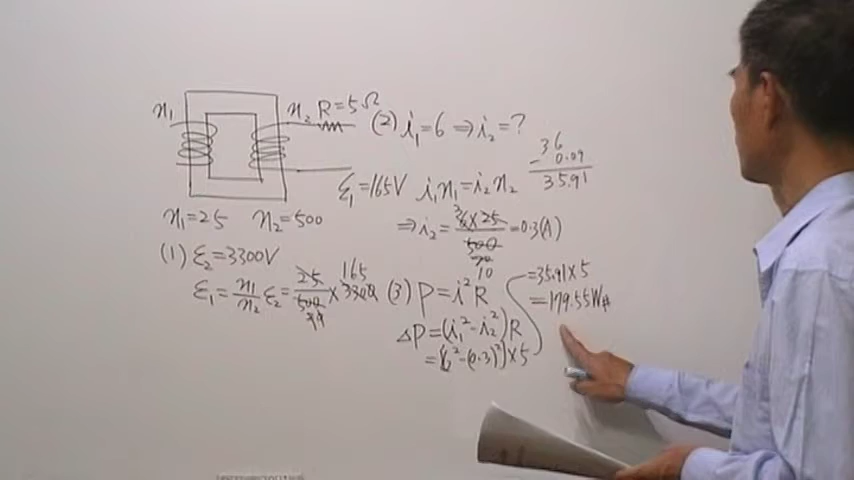 n₁
n₂ R=5Ω
n₁=25 n₂=500
(1) ε₂=3300V
ε₁=n₁/n₂ ε₂=25/500×3300
165
ε₁=165V
(2) i₁=6 ⇒ i₂=?
i₁n₁=i₂n₂
⇒ i₂=6×25/500=0.3(A)
10
36
- 0.09
35.91
(3) P=i²R
ΔP=(i₁²-i₂²)R
=(6²-(0.3)²)×5
=35.91×5
=179.55W#